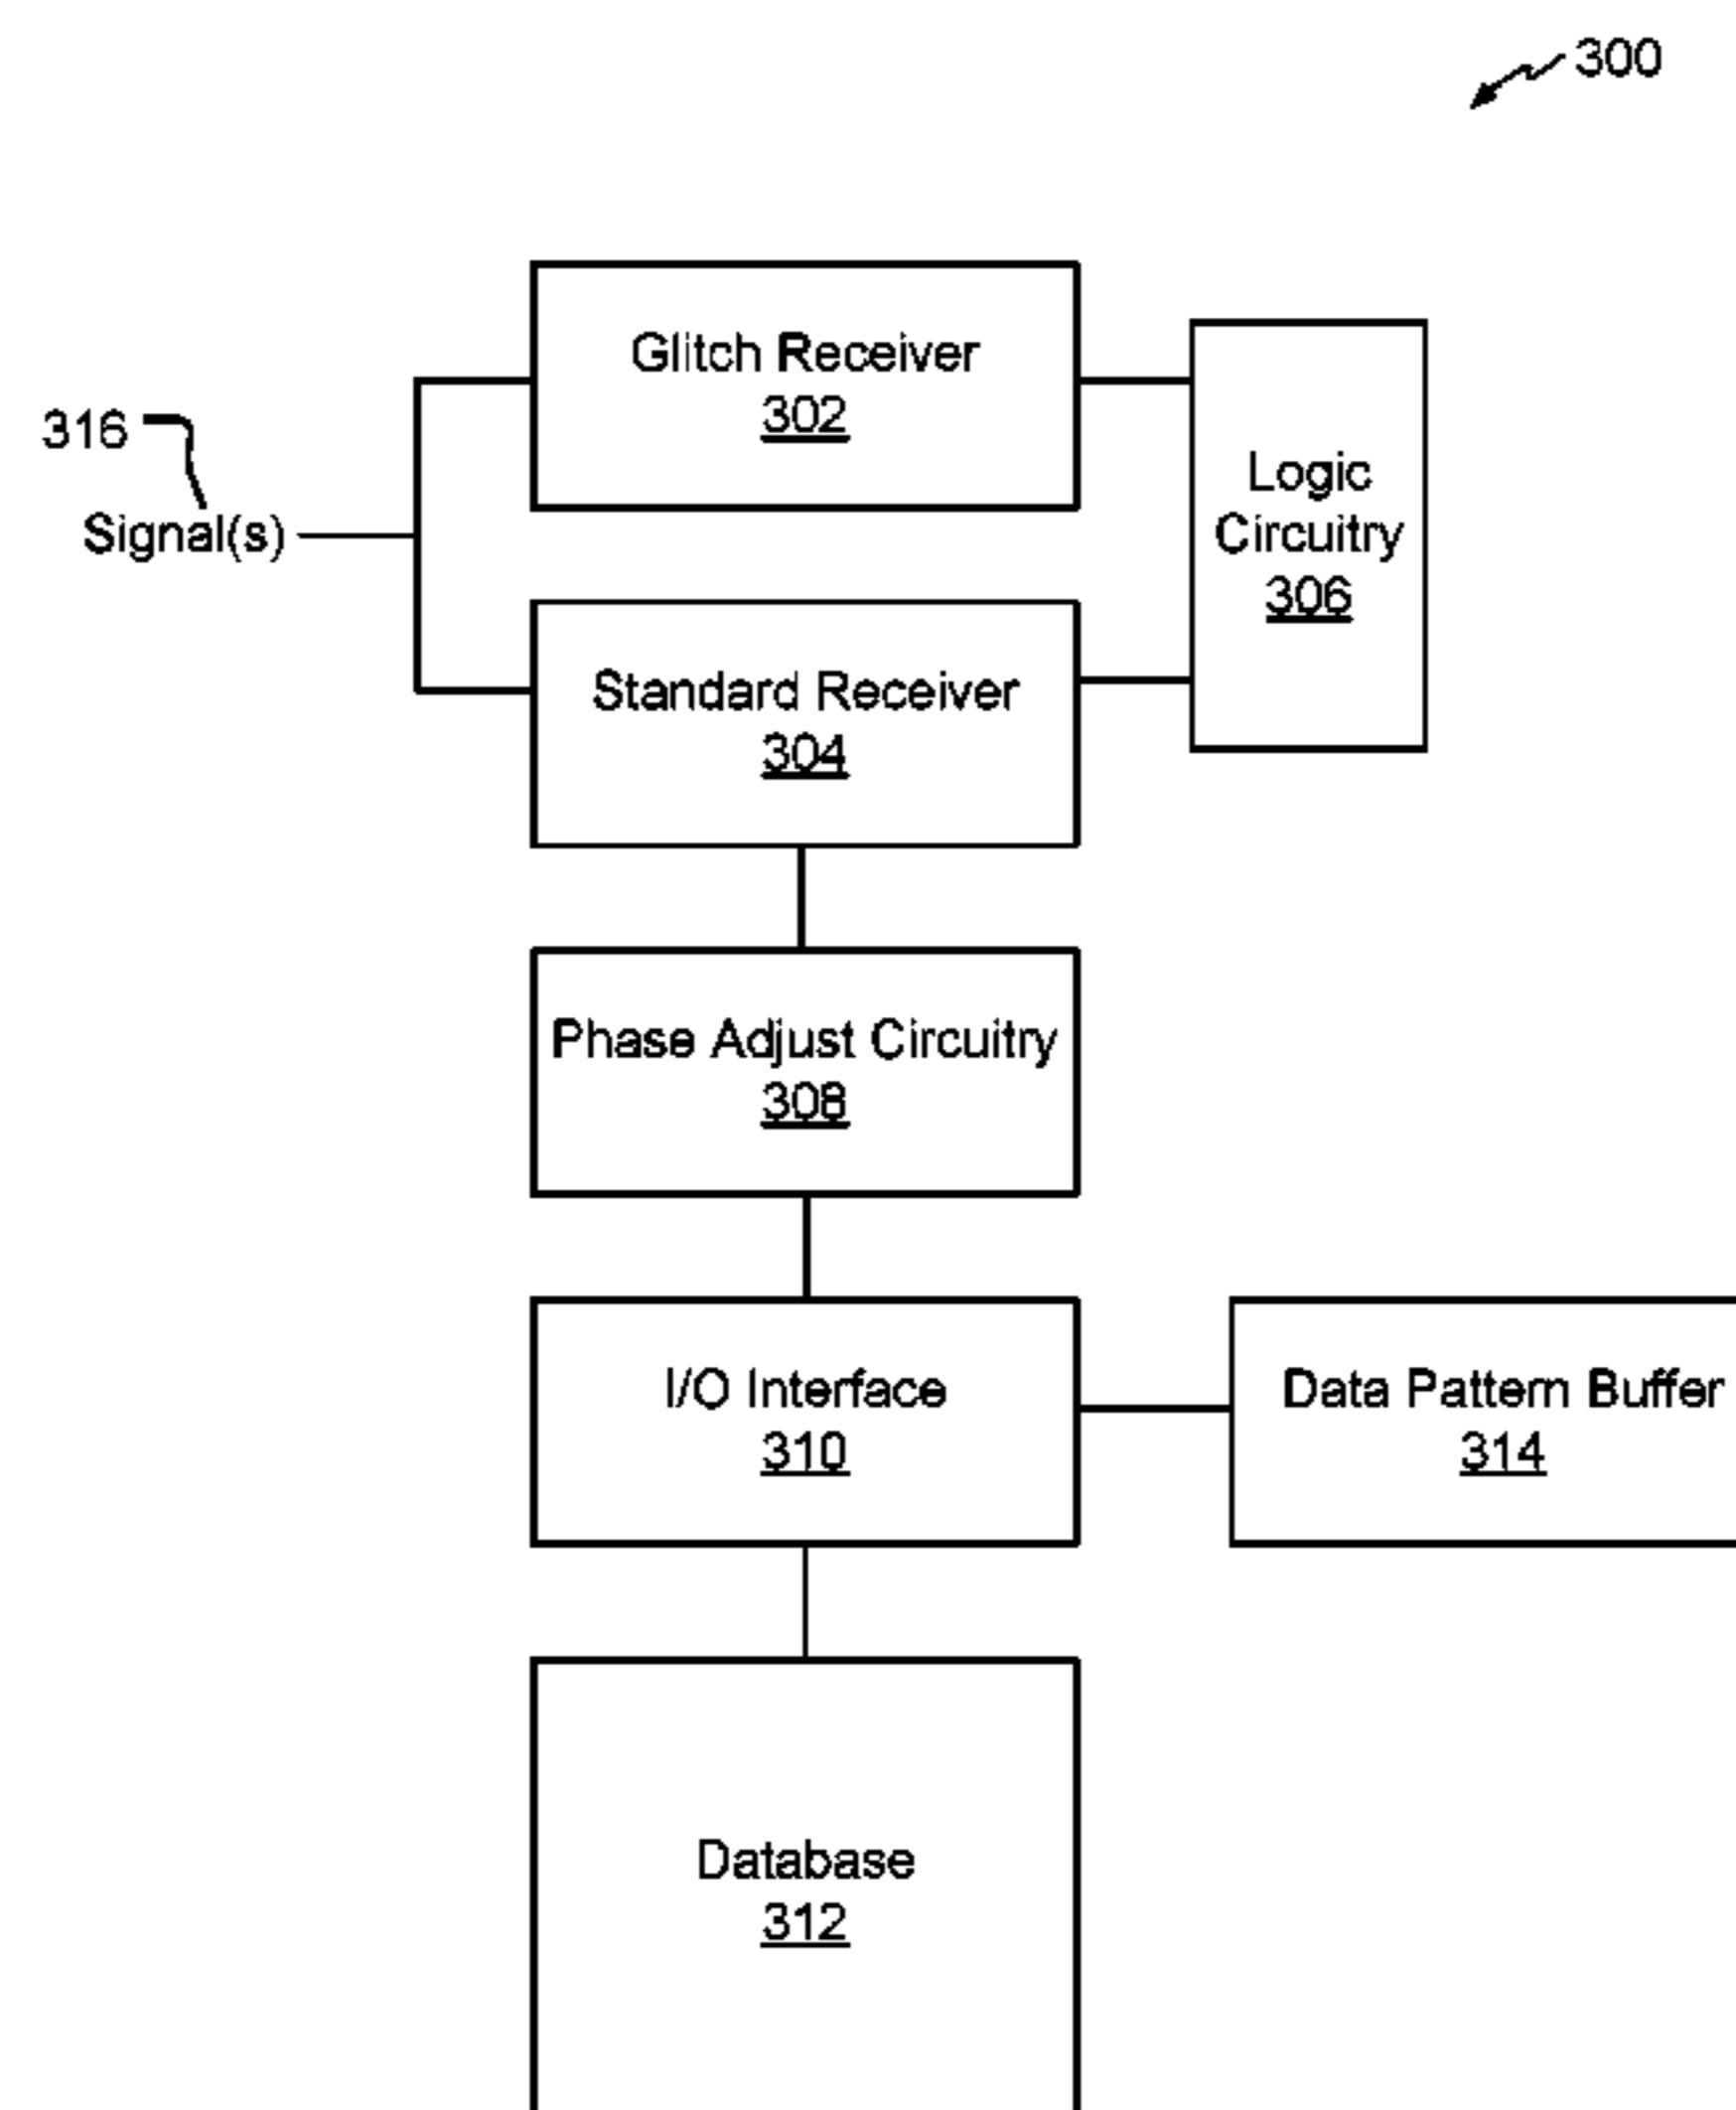 300
Glitch Receiver
302
316
Signal(s)
Logic
Circuitry
306
Standard Receiver
304
Phase Adjust Circuitry
308
I/O Interface
310
Data Pattern Buffer
314
Database
312